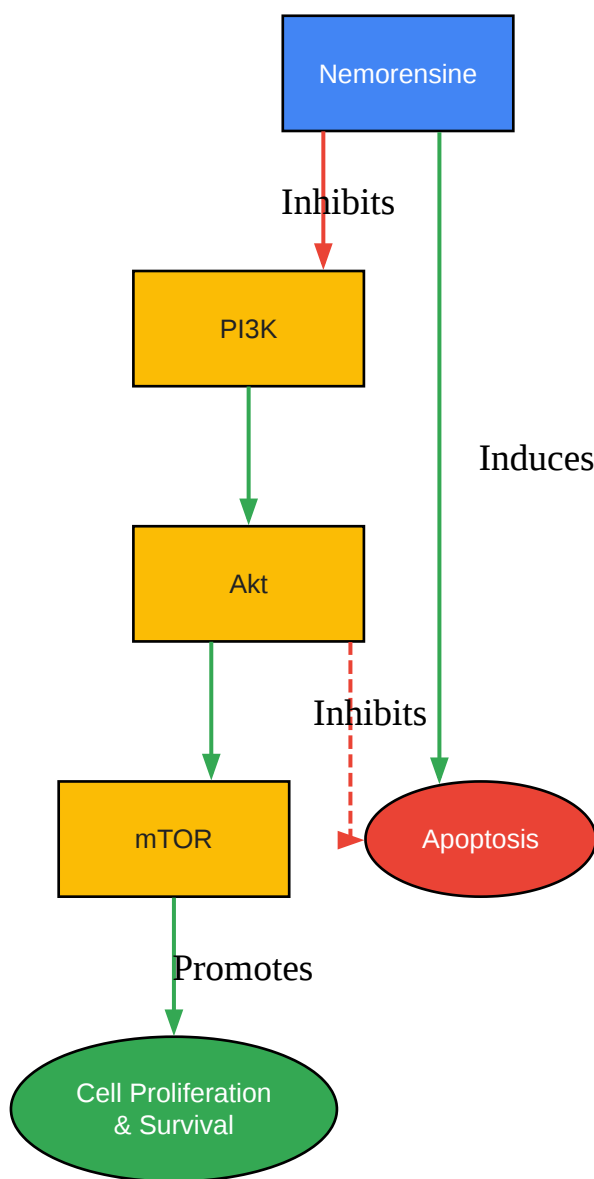 Nemorensine
Inhibits
PI3K
Induces
Akt
Inhibits
mTOR
Apoptosis
Promotes
Cell Proliferation
& Survival